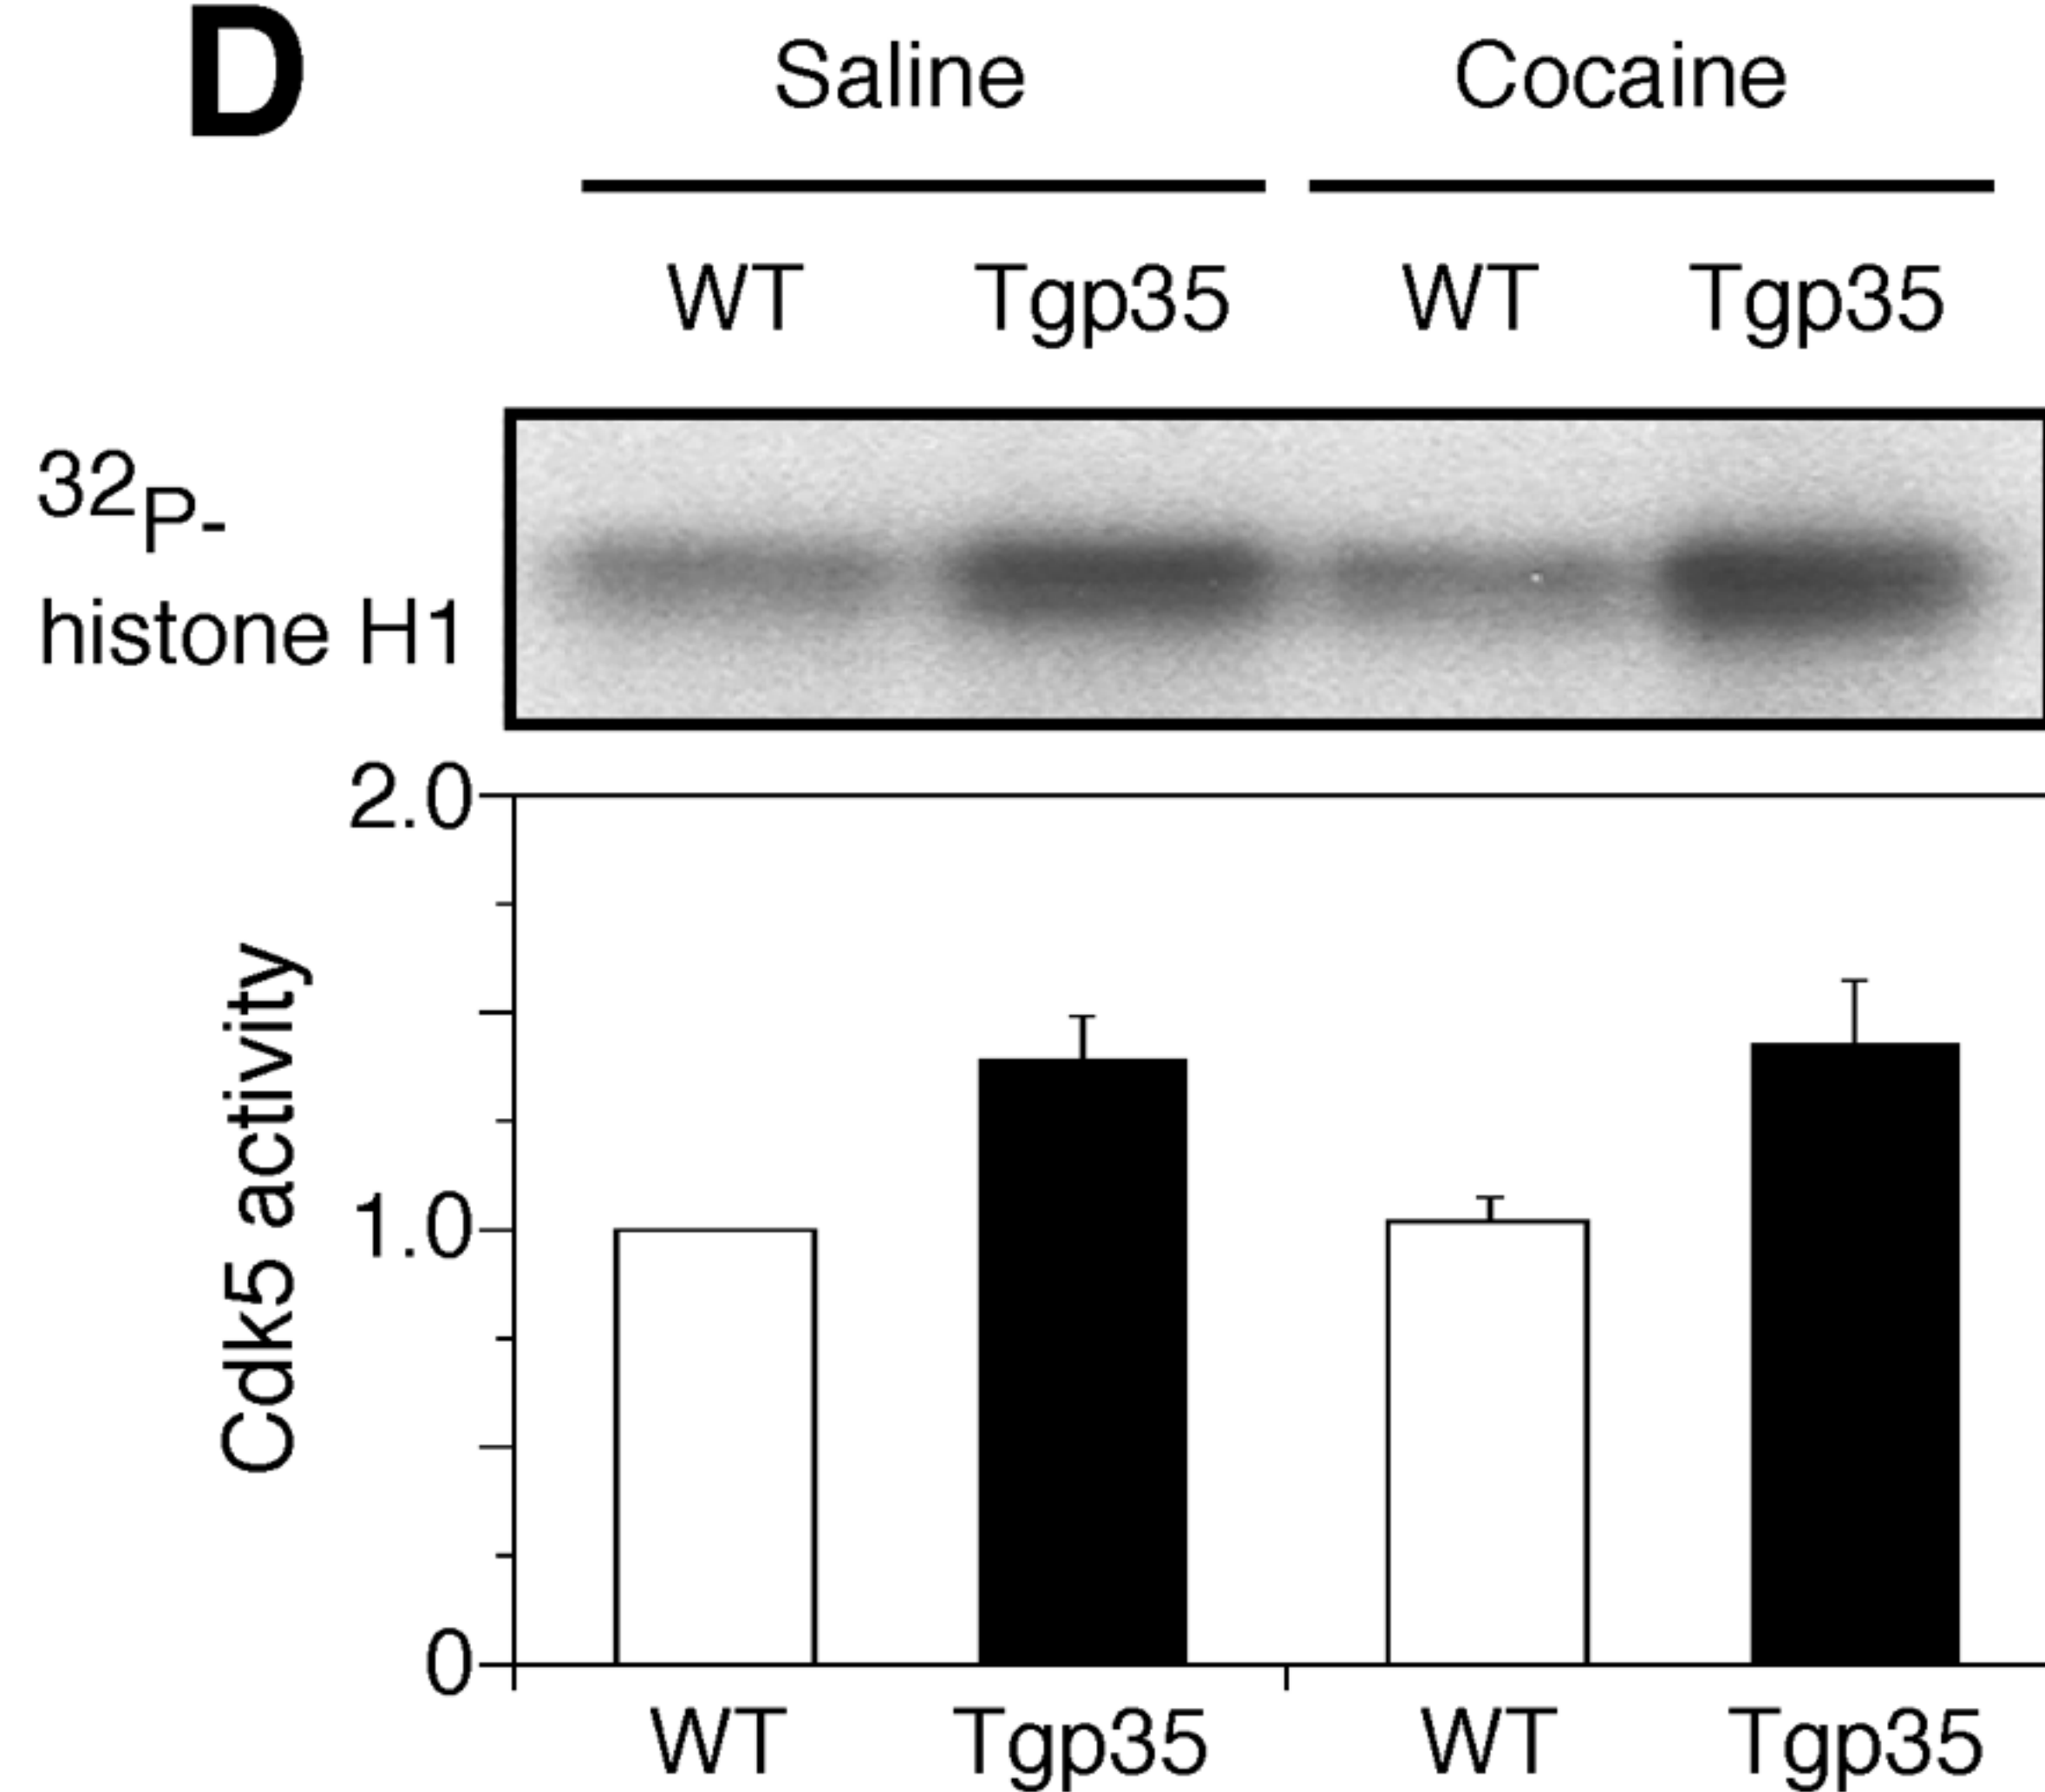 D
Saline Cocaine
WT Tgp35 WT Tgp35
32P-
histone H1
2.0
1.0
0
Cdk5 activity
WT Tgp35 WT Tgp35